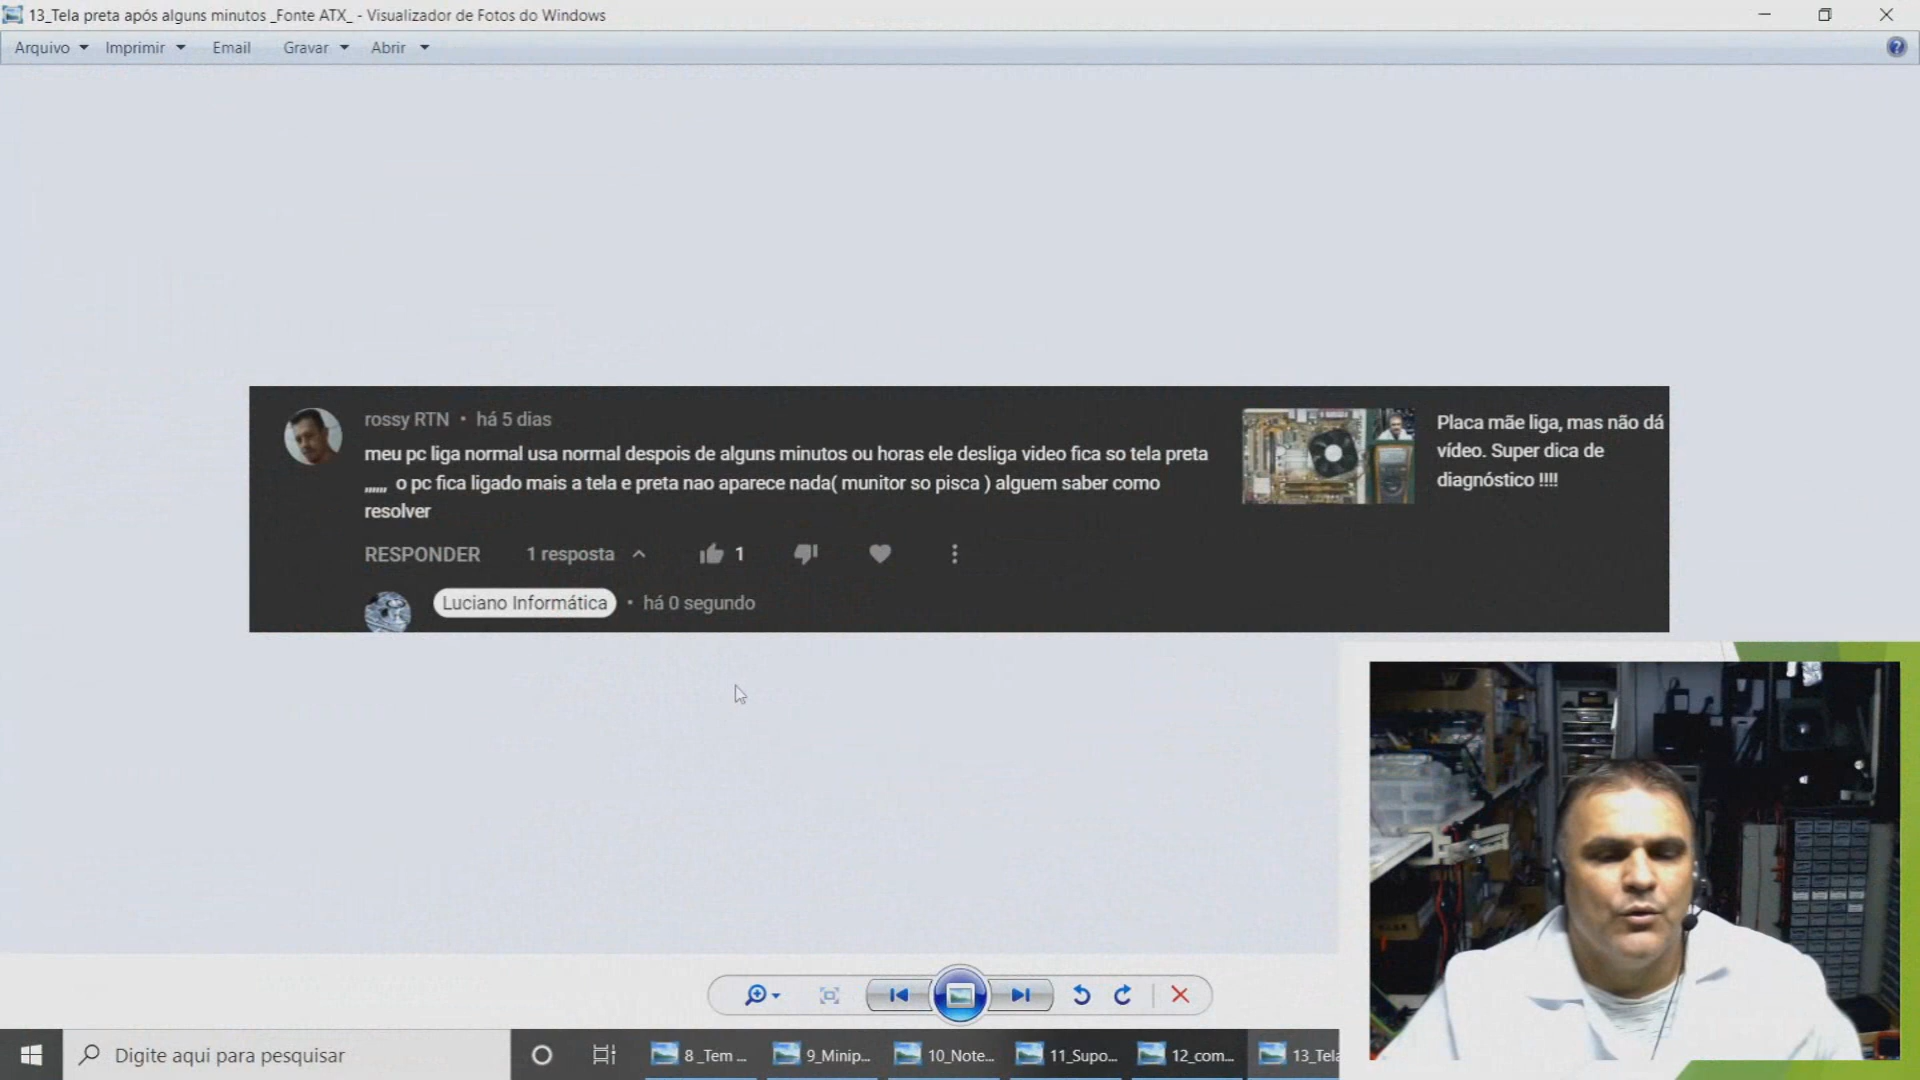 13_Tela preta após alguns minutos _Fonte ATX_ - Visualizador de Fotos do Windows
Arquivo Imprimir Email Gravar Abrir
rossy RTN • há 5 dias
meu pc liga normal usa normal despois de alguns minutos ou horas ele desliga video fica so tela preta
,,,,,, o pc fica ligado mais a tela e preta nao aparece nada( munitor so pisca ) alguem saber como
resolver
RESPONDER 1 resposta 1
Luciano Informática • há 0 segundo
Placa mãe liga, mas não dá
vídeo. Super dica de
diagnóstico !!!!
Digite aqui para pesquisar
8 _Tem ... 9_Minip... 10_Note... 11_Supo... 12_com... 13_Tela